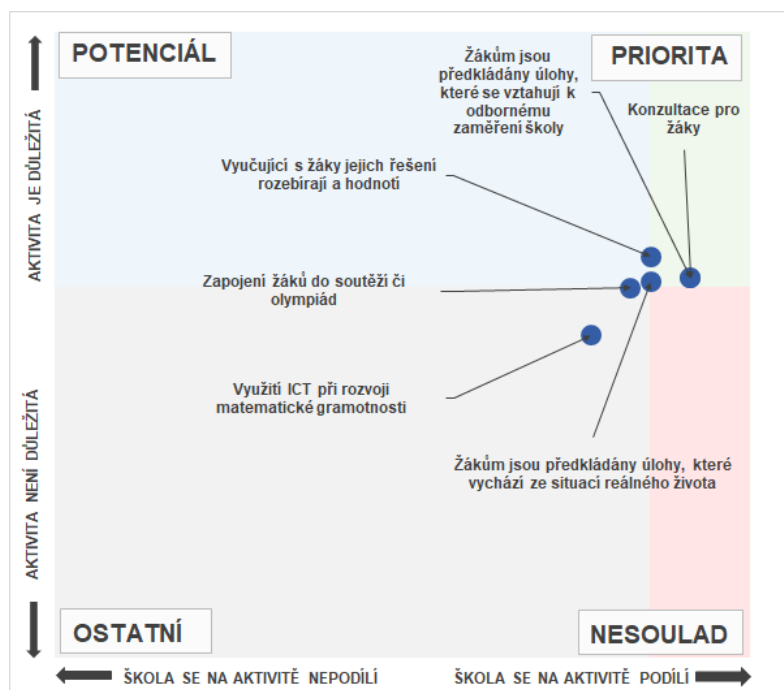 POTENCIÁL
PRIORITA
Žákům jsou
předkládány úlohy,
které se vztahují k
odbornému
zaměření školy
Konzultace pro
žáky
Vyučující s žáky jejich řešení
rozebírají a hodnotí
Zapojení žáků do soutěží či
olympiád
Využití ICT při rozvoji
matematické gramotnosti
Žákům jsou předkládány úlohy, které
vychází ze situací reálného života
OSTATNÍ
NESOULAD
AKTIVITA JE DŮLEŽITÁ
AKTIVITA NENÍ DŮLEŽITÁ
ŠKOLA SE NA AKTIVITĚ NEPODÍLÍ
ŠKOLA SE NA AKTIVITĚ PODÍLÍ